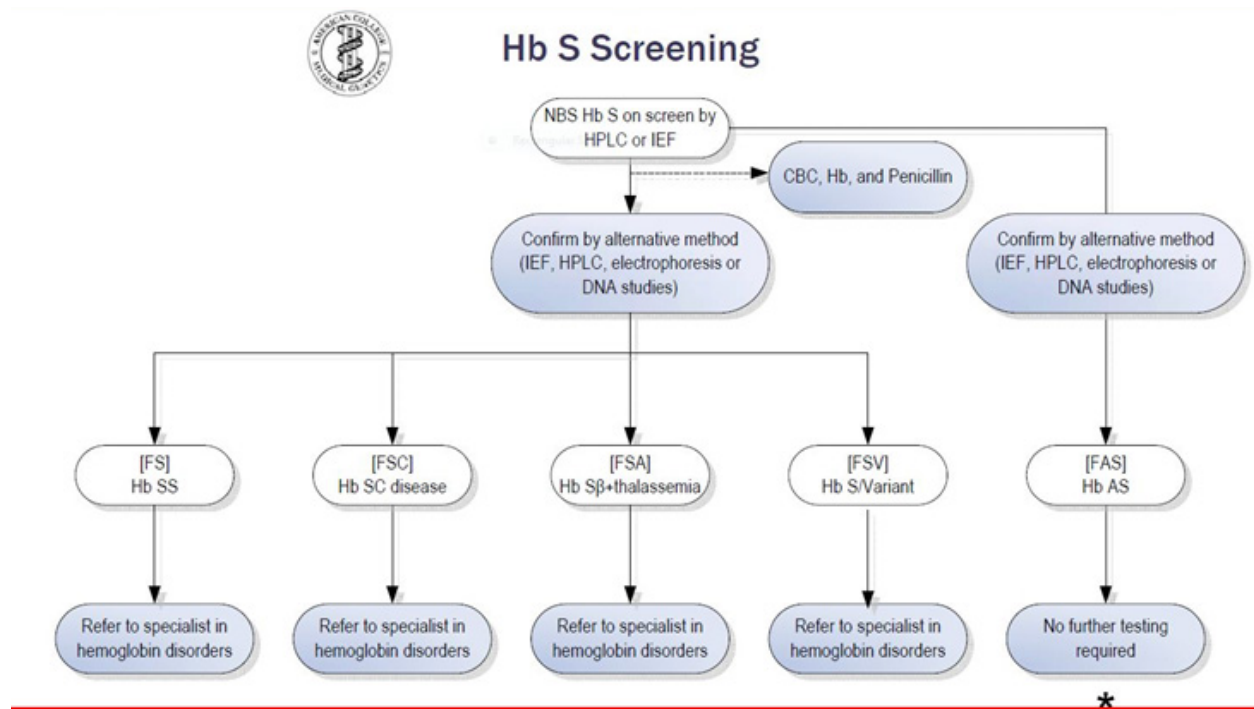 AMERICAN COLLEGE
MEDICAL GENETICS
Hb S Screening
NBS Hb S on screen by
HPLC or IEF
CBC, Hb, and Penicillin
Confirm by alternative method
(IEF, HPLC, electrophoresis or
DNA studies)
Confirm by alternative method
(IEF, HPLC, electrophoresis or
DNA studies)
[FS]
Hb SS
[FSC]
Hb SC disease
[FSA]
Hb Sβ+thalassemia
[FSV]
Hb S/Variant
[FAS]
Hb AS
Refer to specialist in
hemoglobin disorders
Refer to specialist in
hemoglobin disorders
Refer to specialist in
hemoglobin disorders
Refer to specialist in
hemoglobin disorders
No further testing
required
*